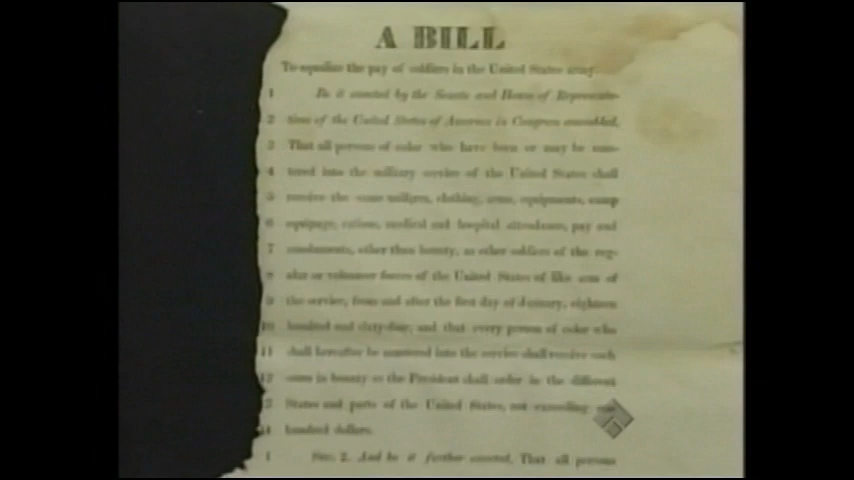 A BILL
To equalize the pay of soldiers in the United States army.
1 Be it enacted by the Senate and House of Representa-
2 tives of the United States of America in Congress assembled,
3 That all persons of color who have been or may be mus-
4 tered into the military service of the United States shall
5 receive the same uniform, clothing, arms, equipments, camp
6 equipage, rations, medical and hospital attendance, pay and
7 emoluments, other than bounty, as other soldiers of the reg-
8 ular or volunteer forces of the United States of like arm of
9 the service, from and after the first day of January, eighteen
10 hundred and sixty-four; and that every person of color who
11 shall hereafter be mustered into the service shall receive such
12 sums in bounty as the President shall order in the different
13 States and parts of the United States, not exceeding one
14 hundred dollars.
1 Sec. 2. And be it further enacted, That all persons